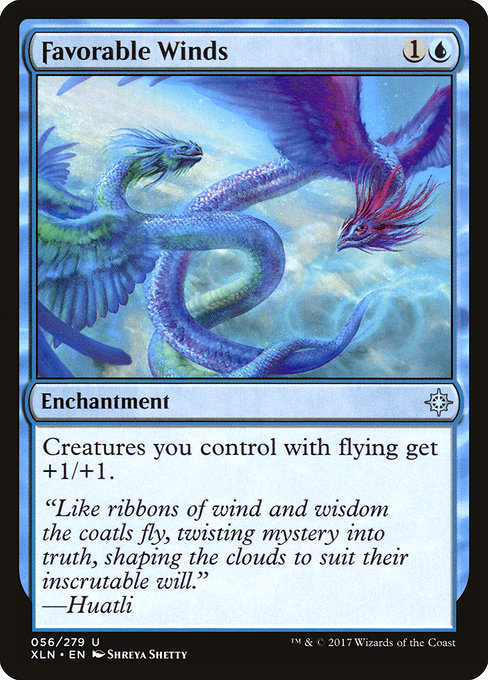 Favorable Winds 1
Enchantment
Creatures you control with flying get
+1/+1.
“Like ribbons of wind and wisdom
the coatls fly, twisting mystery into
truth, shaping the clouds to suit their
inscrutable will.”
—Huatli
056/279 U
XLN • EN Shreya Shetty
™ & © 2017 Wizards of the Coast